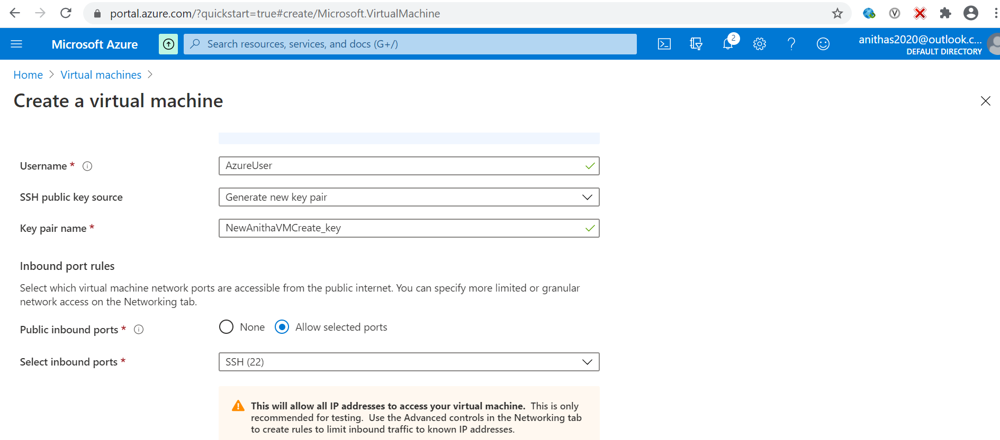 portal.azure.com/?quickstart=true#create/Microsoft.VirtualMachine
Microsoft Azure
Search resources, services, and docs (G+/)
2
anithas2020@outlook.c...
DEFAULT DIRECTORY
Home > Virtual machines >
Create a virtual machine
Username *
AzureUser
SSH public key source
Generate new key pair
Key pair name *
NewAnithaVMCreate_key
Inbound port rules
Select which virtual machine network ports are accessible from the public internet. You can specify more limited or granular
network access on the Networking tab.
Public inbound ports *
None
Allow selected ports
Select inbound ports *
SSH (22)
This will allow all IP addresses to access your virtual machine. This is only
recommended for testing. Use the Advanced controls in the Networking tab
to create rules to limit inbound traffic to known IP addresses.